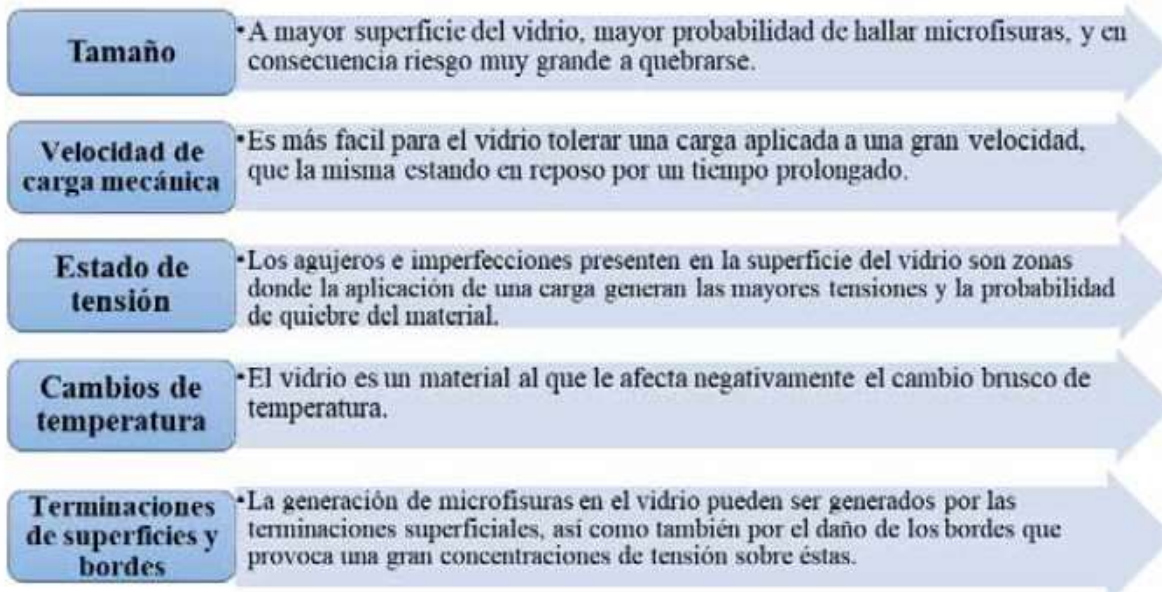 Tamaño
•A mayor superficie del vidrio, mayor probabilidad de hallar microfisuras, y en
consecuencia riesgo muy grande a quebrarse.
Velocidad de
carga mecánica
•Es más facil para el vidrio tolerar una carga aplicada a una gran velocidad,
que la misma estando en reposo por un tiempo prolongado.
Estado de
tensión
•Los agujeros e imperfecciones presenten en la superficie del vidrio son zonas
donde la aplicación de una carga generan las mayores tensiones y la probabilidad
de quiebre del material.
Cambios de
temperatura
•El vidrio es un material al que le afecta negativamente el cambio brusco de
temperatura.
Terminaciones
de superficies y
bordes
•La generación de microfisuras en el vidrio pueden ser generados por las
terminaciones superficiales, así como también por el daño de los bordes que
provoca una gran concentraciones de tensión sobre éstas.